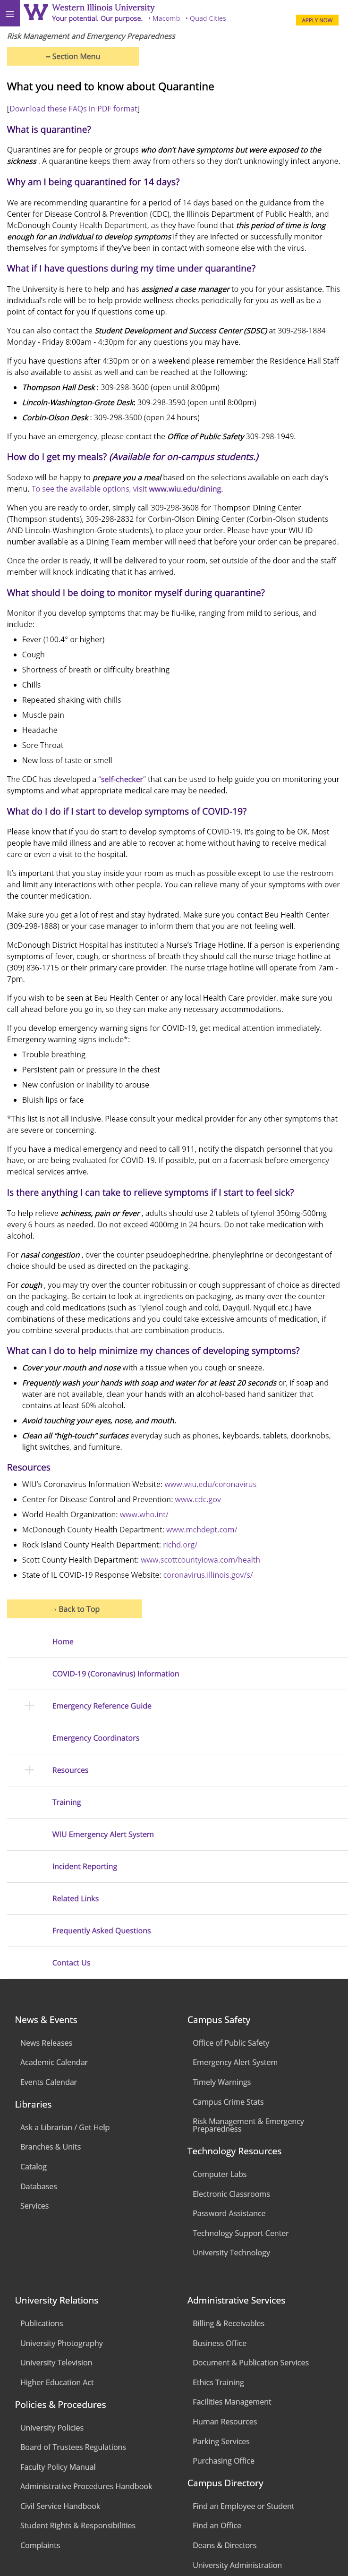 Western Illinois University
Your potential. Our purpose. • Macomb • Quad Cities
APPLY NOW
Risk Management and Emergency Preparedness
≡ Section Menu
What you need to know about Quarantine
[Download these FAQs in PDF format]
What is quarantine?
Quarantines are for people or groups who don't have symptoms but were exposed to the
sickness . A quarantine keeps them away from others so they don't unknowingly infect anyone.
Why am I being quarantined for 14 days?
We are recommending quarantine for a period of 14 days based on the guidance from the
Center for Disease Control & Prevention (CDC), the Illinois Department of Public Health, and
McDonough County Health Department, as they have found that this period of time is long
enough for an individual to develop symptoms if they are infected or successfully monitor
themselves for symptoms if they've been in contact with someone else with the virus.
What if I have questions during my time under quarantine?
The University is here to help and has assigned a case manager to you for your assistance. This
individual's role will be to help provide wellness checks periodically for you as well as be a
point of contact for you if questions come up.
You can also contact the Student Development and Success Center (SDSC) at 309-298-1884
Monday - Friday 8:00am - 4:30pm for any questions you may have.
If you have questions after 4:30pm or on a weekend please remember the Residence Hall Staff
is also available to assist as well and can be reached at the following:
• Thompson Hall Desk : 309-298-3600 (open until 8:00pm)
• Lincoln-Washington-Grote Desk: 309-298-3590 (open until 8:00pm)
• Corbin-Olson Desk : 309-298-3500 (open 24 hours)
If you have an emergency, please contact the Office of Public Safety 309-298-1949.
How do I get my meals? (Available for on-campus students.)
Sodexo will be happy to prepare you a meal based on the selections available on each day's
menu. To see the available options, visit www.wiu.edu/dining.
When you are ready to order, simply call 309-298-3608 for Thompson Dining Center
(Thompson students), 309-298-2832 for Corbin-Olson Dining Center (Corbin-Olson students
AND Lincoln-Washington-Grote students), to place your order. Please have your WIU ID
number available as a Dining Team member will need that before your order can be prepared.
Once the order is ready, it will be delivered to your room, set outside of the door and the staff
member will knock indicating that it has arrived.
What should I be doing to monitor myself during quarantine?
Monitor if you develop symptoms that may be flu-like, ranging from mild to serious, and
include:
• Fever (100.4° or higher)
• Cough
• Shortness of breath or difficulty breathing
• Chills
• Repeated shaking with chills
• Muscle pain
• Headache
• Sore Throat
• New loss of taste or smell
The CDC has developed a "self-checker" that can be used to help guide you on monitoring your
symptoms and what appropriate medical care may be needed.
What do I do if I start to develop symptoms of COVID-19?
Please know that if you do start to develop symptoms of COVID-19, it's going to be OK. Most
people have mild illness and are able to recover at home without having to receive medical
care or even a visit to the hospital.
It's important that you stay inside your room as much as possible except to use the restroom
and limit any interactions with other people. You can relieve many of your symptoms with over
the counter medication.
Make sure you get a lot of rest and stay hydrated. Make sure you contact Beu Health Center
(309-298-1888) or your case manager to inform them that you are not feeling well.
McDonough District Hospital has instituted a Nurse's Triage Hotline. If a person is experiencing
symptoms of fever, cough, or shortness of breath they should call the nurse triage hotline at
(309) 836-1715 or their primary care provider. The nurse triage hotline will operate from 7am -
7pm.
If you wish to be seen at Beu Health Center or any local Health Care provider, make sure you
call ahead before you go in, so they can make any necessary accommodations.
If you develop emergency warning signs for COVID-19, get medical attention immediately.
Emergency warning signs include*:
• Trouble breathing
• Persistent pain or pressure in the chest
• New confusion or inability to arouse
• Bluish lips or face
*This list is not all inclusive. Please consult your medical provider for any other symptoms that
are severe or concerning.
If you have a medical emergency and need to call 911, notify the dispatch personnel that you
have, or are being evaluated for COVID-19. If possible, put on a facemask before emergency
medical services arrive.
Is there anything I can take to relieve symptoms if I start to feel sick?
To help relieve achiness, pain or fever , adults should use 2 tablets of tylenol 350mg-500mg
every 6 hours as needed. Do not exceed 4000mg in 24 hours. Do not take medication with
alcohol.
For nasal congestion , over the counter pseudoephedrine, phenylephrine or decongestant of
choice should be used as directed on the packaging.
For cough , you may try over the counter robitussin or cough suppressant of choice as directed
on the packaging. Be certain to look at ingredients on packaging, as many over the counter
cough and cold medications (such as Tylenol cough and cold, Dayquil, Nyquil etc.) have
combinations of these medications and you could take excessive amounts of medication, if
you combine several products that are combination products.
What can I do to help minimize my chances of developing symptoms?
• Cover your mouth and nose with a tissue when you cough or sneeze.
• Frequently wash your hands with soap and water for at least 20 seconds or, if soap and
water are not available, clean your hands with an alcohol-based hand sanitizer that
contains at least 60% alcohol.
• Avoid touching your eyes, nose, and mouth.
• Clean all "high-touch" surfaces everyday such as phones, keyboards, tablets, doorknobs,
light switches, and furniture.
Resources
• WIU's Coronavirus Information Website: www.wiu.edu/coronavirus
• Center for Disease Control and Prevention: www.cdc.gov
• World Health Organization: www.who.int/
• McDonough County Health Department: www.mchdept.com/
• Rock Island County Health Department: richd.org/
• Scott County Health Department: www.scottcountyiowa.com/health
• State of IL COVID-19 Response Website: coronavirus.illinois.gov/s/
→ Back to Top
Home
COVID-19 (Coronavirus) Information
Emergency Reference Guide
Emergency Coordinators
Resources
Training
WIU Emergency Alert System
Incident Reporting
Related Links
Frequently Asked Questions
Contact Us
News & Events
News Releases
Academic Calendar
Events Calendar
Libraries
Ask a Librarian / Get Help
Branches & Units
Catalog
Databases
Services
Campus Safety
Office of Public Safety
Emergency Alert System
Timely Warnings
Campus Crime Stats
Risk Management & Emergency
Preparedness
Technology Resources
Computer Labs
Electronic Classrooms
Password Assistance
Technology Support Center
University Technology
University Relations
Publications
University Photography
University Television
Higher Education Act
Policies & Procedures
University Policies
Board of Trustees Regulations
Faculty Policy Manual
Administrative Procedures Handbook
Civil Service Handbook
Student Rights & Responsibilities
Complaints
Administrative Services
Billing & Receivables
Business Office
Document & Publication Services
Ethics Training
Facilities Management
Human Resources
Parking Services
Purchasing Office
Campus Directory
Find an Employee or Student
Find an Office
Deans & Directors
University Administration